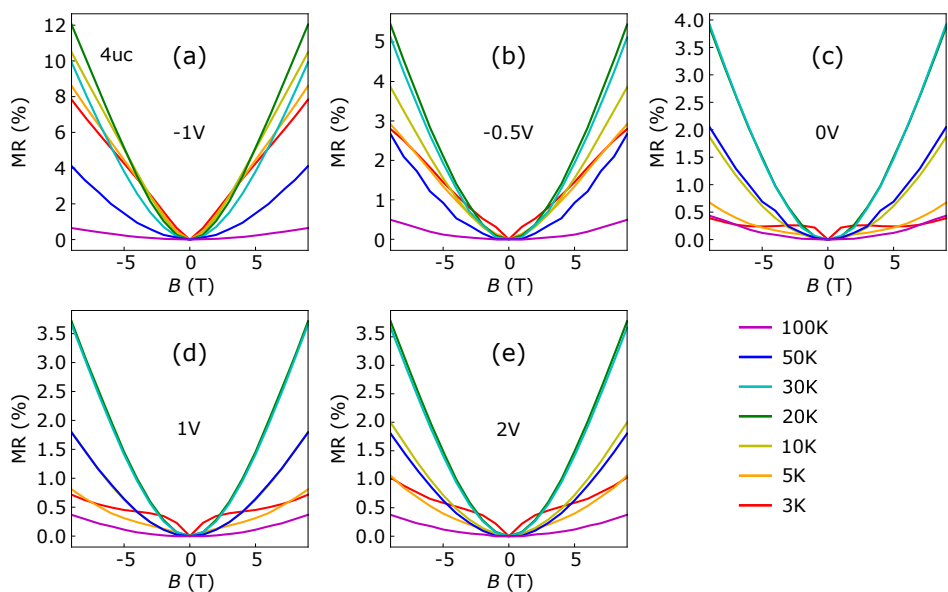 12
10
8
6
4
2
0
4uc
(a)
-1V
MR (%)
-5 0 5
B (T)
5
4
3
2
1
0
(b)
-0.5V
MR (%)
-5 0 5
B (T)
4.0
3.5
3.0
2.5
2.0
1.5
1.0
0.5
0.0
(c)
0V
MR (%)
-5 0 5
B (T)
3.5
3.0
2.5
2.0
1.5
1.0
0.5
0.0
(d)
1V
MR (%)
-5 0 5
B (T)
3.5
3.0
2.5
2.0
1.5
1.0
0.5
0.0
(e)
2V
MR (%)
-5 0 5
B (T)
100K
50K
30K
20K
10K
5K
3K